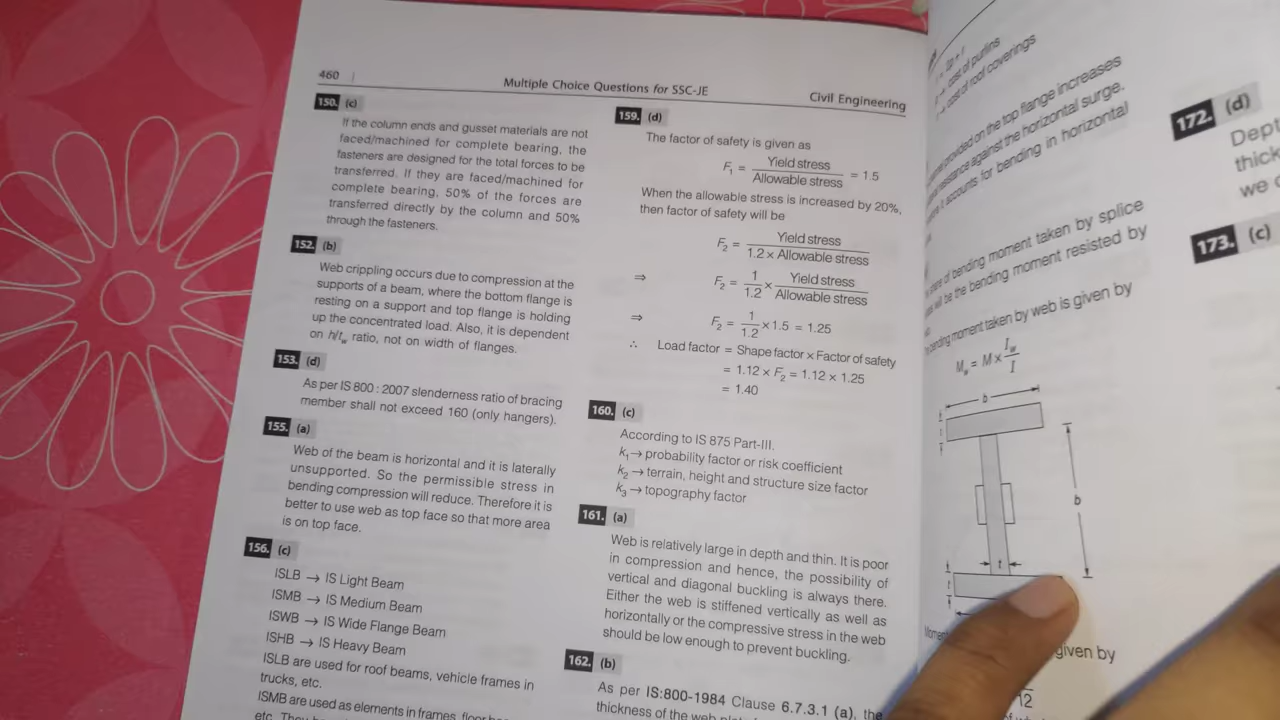 460
Multiple Choice Questions for SSC-JE
Civil Engineering
150. (c)
If the column ends and gusset materials are not
faced/machined for complete bearing, the
fasteners are designed for the total forces to be
transferred. If they are faced/machined for
complete bearing, 50% of the forces are
transferred directly by the column and 50%
through the fasteners.
152. (b)
Web crippling occurs due to compression at the
supports of a beam, where the bottom flange is
resting on a support and top flange is holding
up the concentrated load. Also, it is dependent
on h/t_w ratio, not on width of flanges.
153. (d)
As per IS 800 : 2007 slenderness ratio of bracing
member shall not exceed 160 (only hangers).
155. (a)
Web of the beam is horizontal and it is laterally
unsupported. So the permissible stress in
bending compression will reduce. Therefore it is
better to use web as top face so that more area
is on top face.
156. (c)
ISLB → IS Light Beam
ISMB → IS Medium Beam
ISWB → IS Wide Flange Beam
ISHB → IS Heavy Beam
ISLB are used for roof beams, vehicle frames in
trucks, etc.
ISMB are used as elements in frames, floor
etc. They
159. (d)
The factor of safety is given as
F₁ = Yield stress / Allowable stress = 1.5
When the allowable stress is increased by 20%,
then factor of safety will be
F₂ = Yield stress / 1.2 × Allowable stress
⇒ F₂ = 1/1.2 × Yield stress / Allowable stress
⇒ F₂ = 1/1.2 × 1.5 = 1.25
∴ Load factor = Shape factor × Factor of safety
= 1.12 × F₂ = 1.12 × 1.25
= 1.40
160. (c)
According to IS 875 Part-III.
k₁ → probability factor or risk coefficient
k₂ → terrain, height and structure size factor
k₃ → topography factor
161. (a)
Web is relatively large in depth and thin. It is poor
in compression and hence, the possibility of
vertical and diagonal buckling is always there.
Either the web is stiffened vertically as well as
horizontally or the compressive stress in the web
should be low enough to prevent buckling.
162. (b)
As per IS:800-1984 Clause 6.7.3.1 (a), the
thickness of the web
cost of purlins
cost of roof coverings
provided on the top flange increases
resistance against the horizontal surge.
it accounts for bending in horizontal
of bending moment taken by splice
will be the bending moment resisted by
bending moment taken by web is given by
M_w = M × I_w / I
b
t
b
t
t
given by
12
172. (d)
we
173. (c)